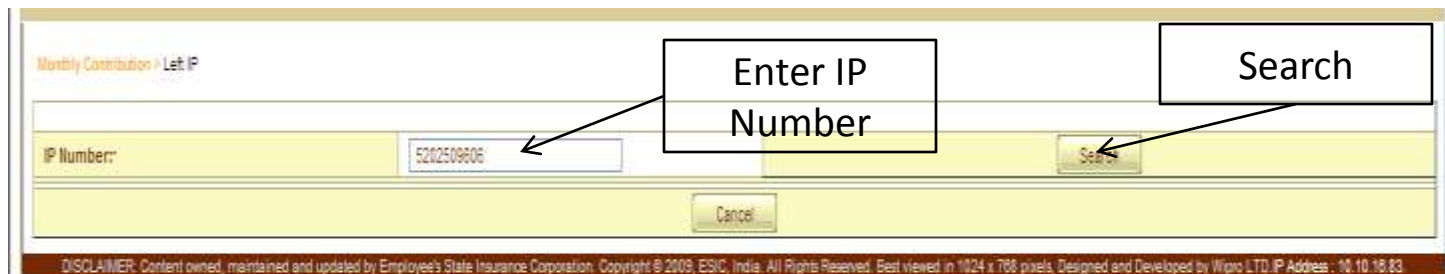 Monthly Contribution > Left IP
Enter IP
Number
Search
IP Number:*
5202509606
Search
Cancel
DISCLAIMER: Content owned, maintained and updated by Employee's State Insurance Corporation. Copyright © 2009, ESIC, India. All Rights Reserved. Best viewed in 1024 x 768 pixels. Designed and Developed by Wipro LTD. IP Address : 10.10.16.83